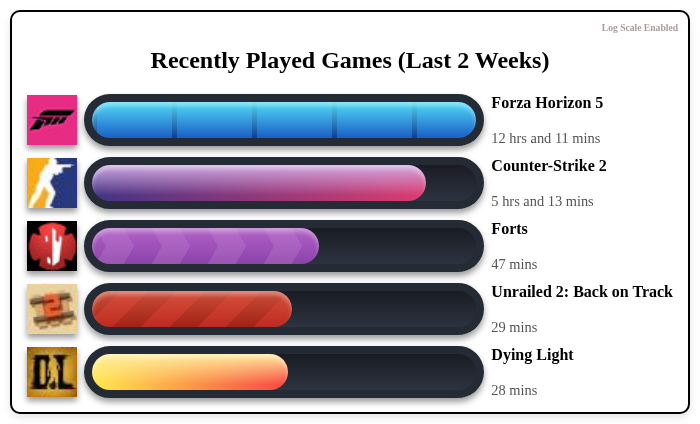 Log Scale Enabled
Recently Played Games (Last 2 Weeks)
Forza Horizon 5
12 hrs and 11 mins
Counter-Strike 2
5 hrs and 13 mins
Forts
47 mins
2
Unrailed 2: Back on Track
29 mins
DL
Dying Light
28 mins